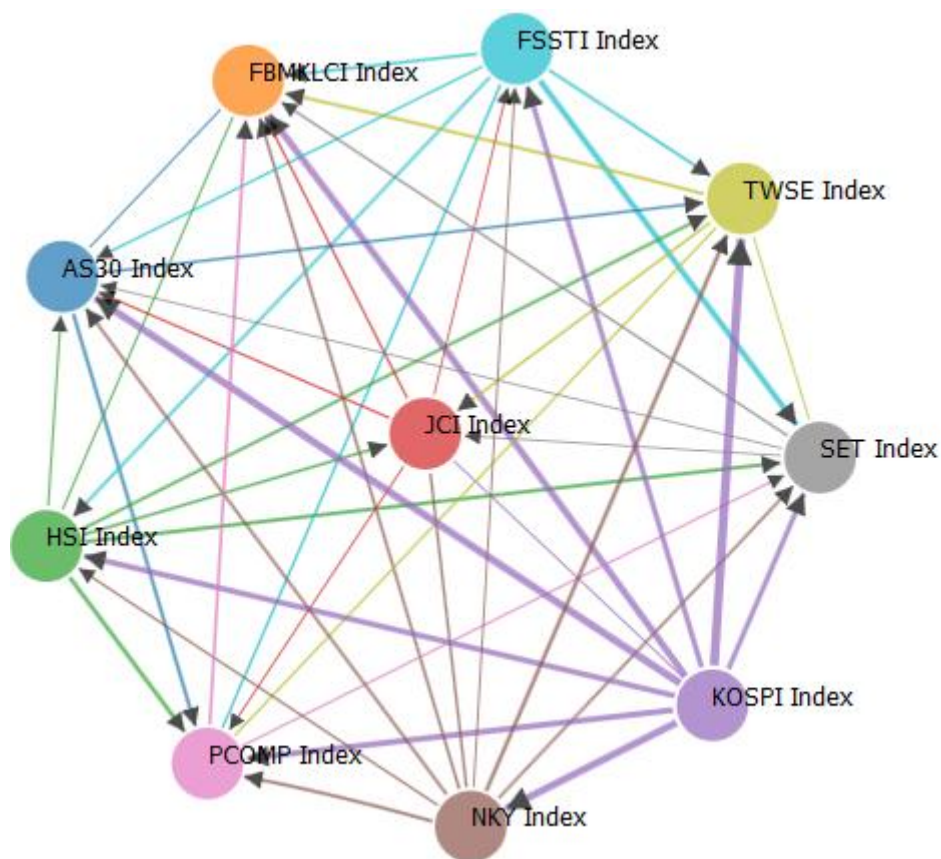 FSSTI Index
FBMKLCI Index
TWSE Index
AS30 Index
JCI Index
SET Index
HSI Index
KOSPI Index
PCOMP Index
NKY Index